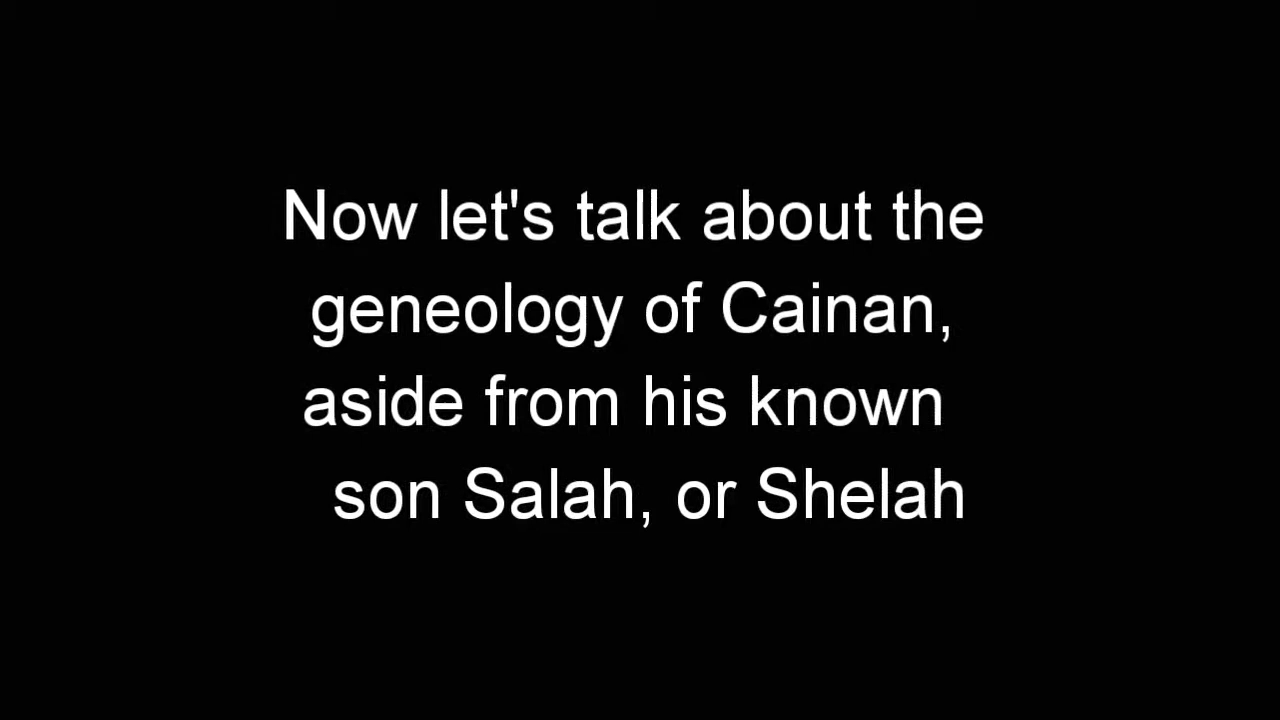 Now let's talk about the
geneology of Cainan,
aside from his known
son Salah, or Shelah